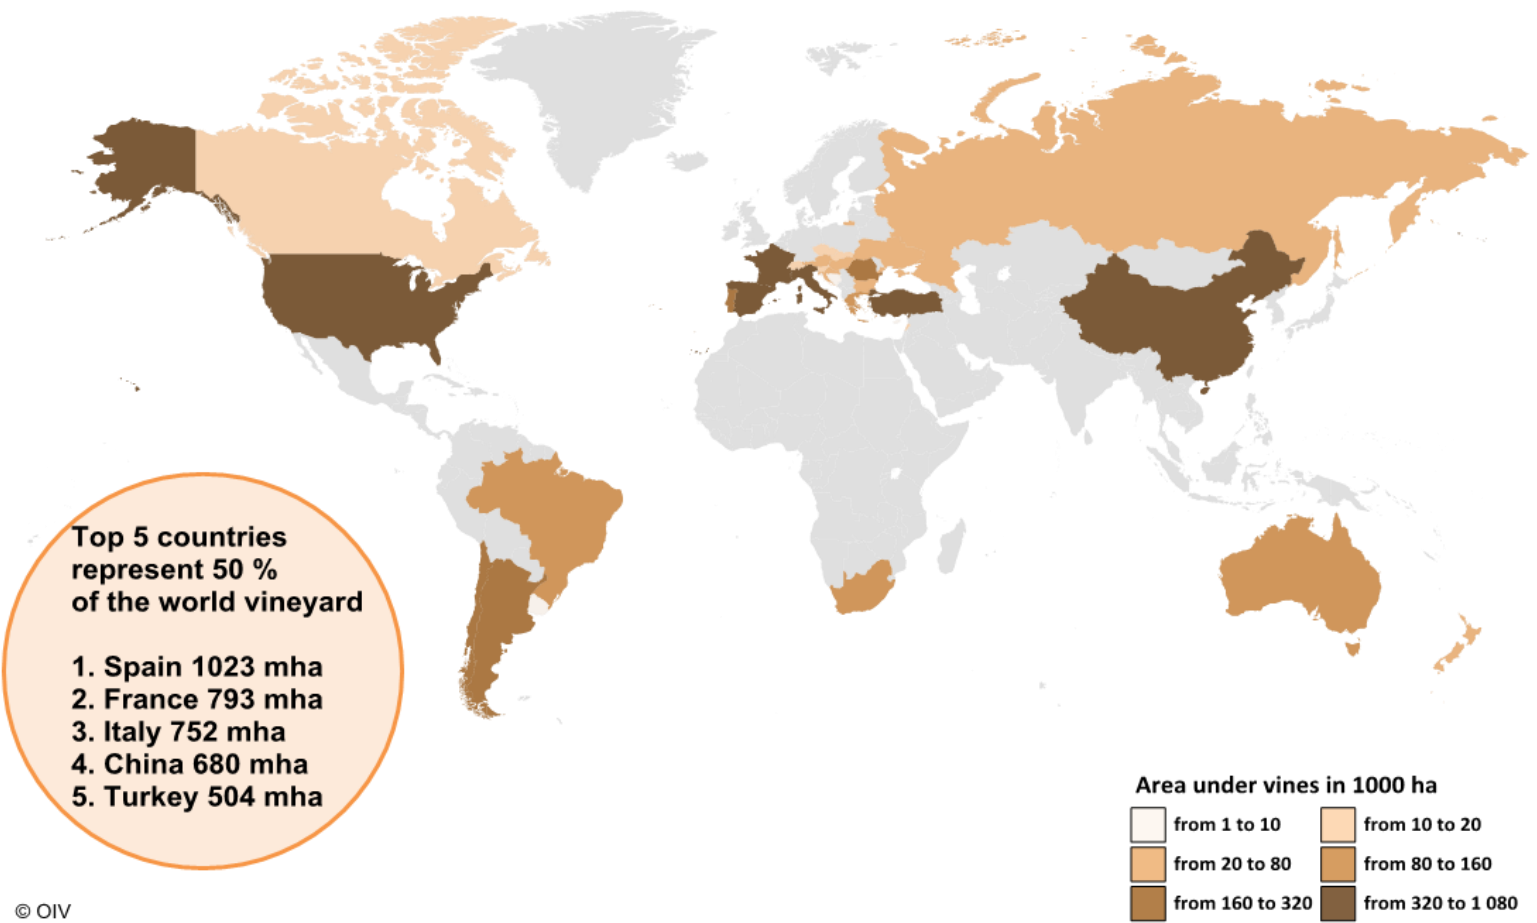 Top 5 countries
represent 50 %
of the world vineyard
1. Spain 1023 mha
2. France 793 mha
3. Italy 752 mha
4. China 680 mha
5. Turkey 504 mha
Area under vines in 1000 ha
from 1 to 10
from 10 to 20
from 20 to 80
from 80 to 160
from 160 to 320
from 320 to 1 080
© OIV